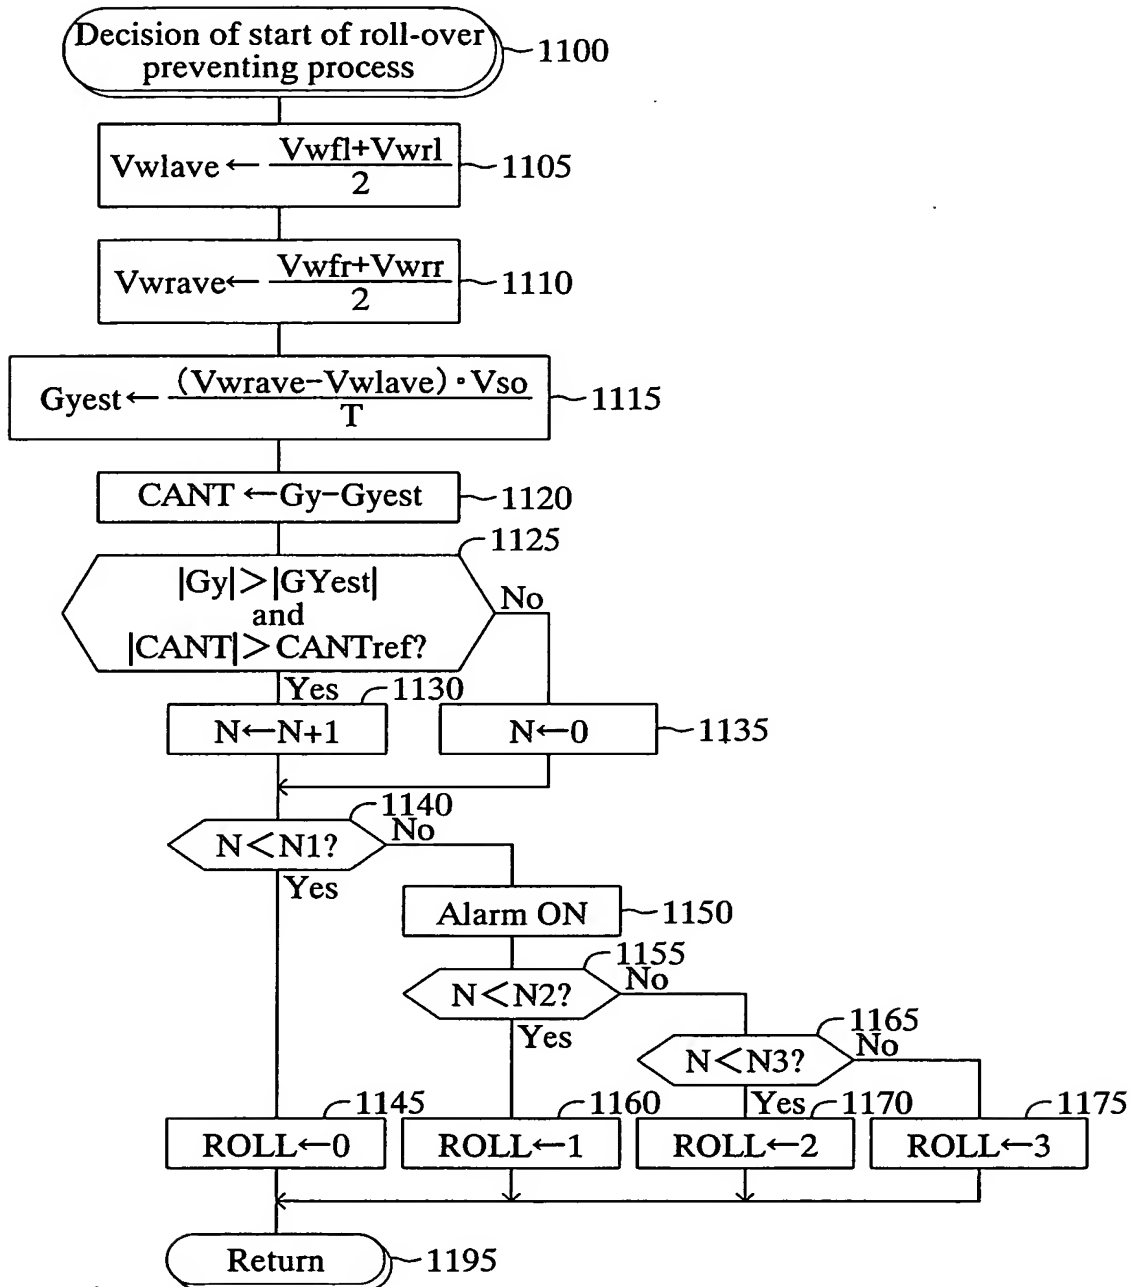 Decision of start of roll-over
preventing process
1100
Vwlave ← Vwfl+Vwrl
2
1105
Vwrave← Vwfr+Vwrr
2
1110
Gyest← (Vwrave-Vwlave)・Vso
T
1115
CANT ←Gy-Gyest
1120
1125
|Gy|>|GYest|
and
|CANT|>CANTref?
No
Yes
1130
N←N+1
N←0
1135
1140
N<N1?
No
Yes
Alarm ON
1150
1155
N<N2?
No
Yes
1165
N<N3?
No
Yes
1145
1160
1170
1175
ROLL←0
ROLL←1
ROLL←2
ROLL←3
Return
1195